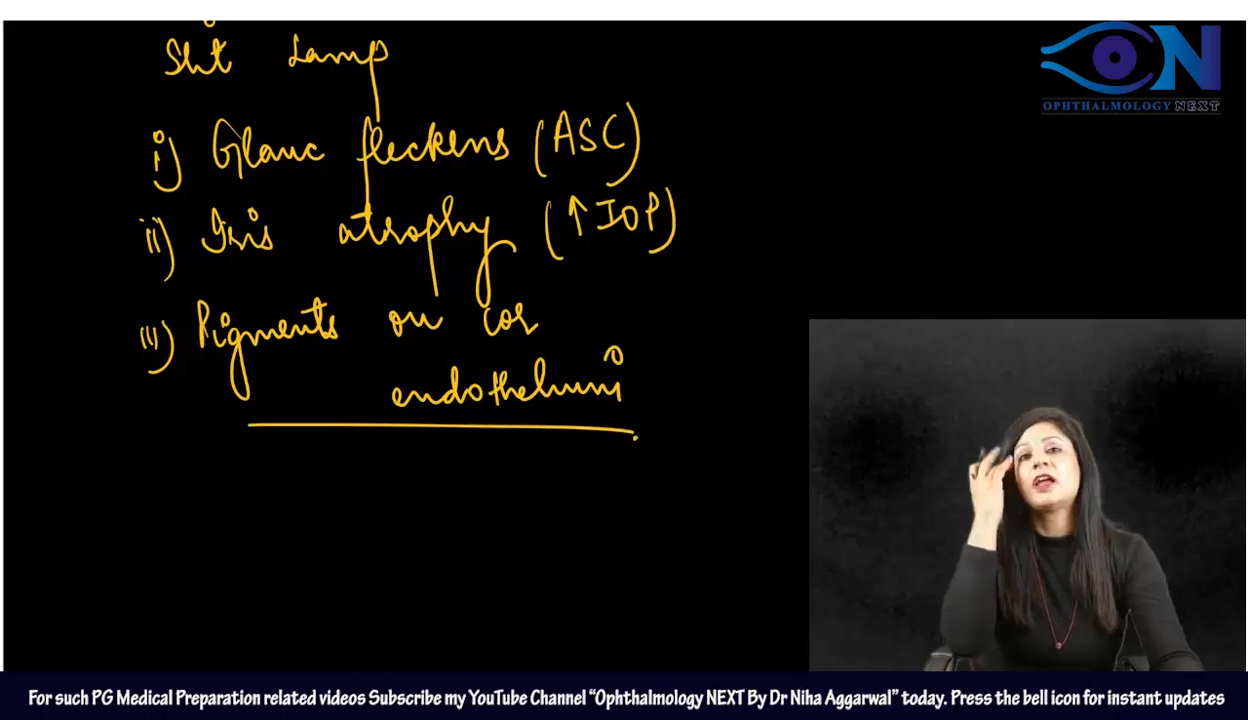 Slit Lamp
i) Glauc fleckens (ASC)
ii) Iris atrophy (↑ IOP)
iii) Pigments on cor
endothelium
ON
OPHTHALMOLOGY NEXT
For such PG Medical Preparation related videos Subscribe my YouTube Channel “Ophthalmology NEXT By Dr Niha Aggarwal” today. Press the bell icon for instant updates